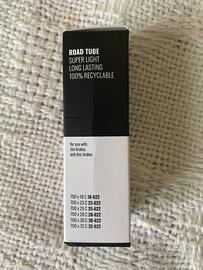 ROAD TUBE
SUPER LIGHT
LONG LASTING
100% RECYCLABLE
for use with
rim brakes
and disc brakes
700 x 18 C 18-622
700 x 23 C 23-622
700 x 25 C 25-622
700 x 28 C 28-622
700 x 30 C 30-622
700 x 32 C 32-622